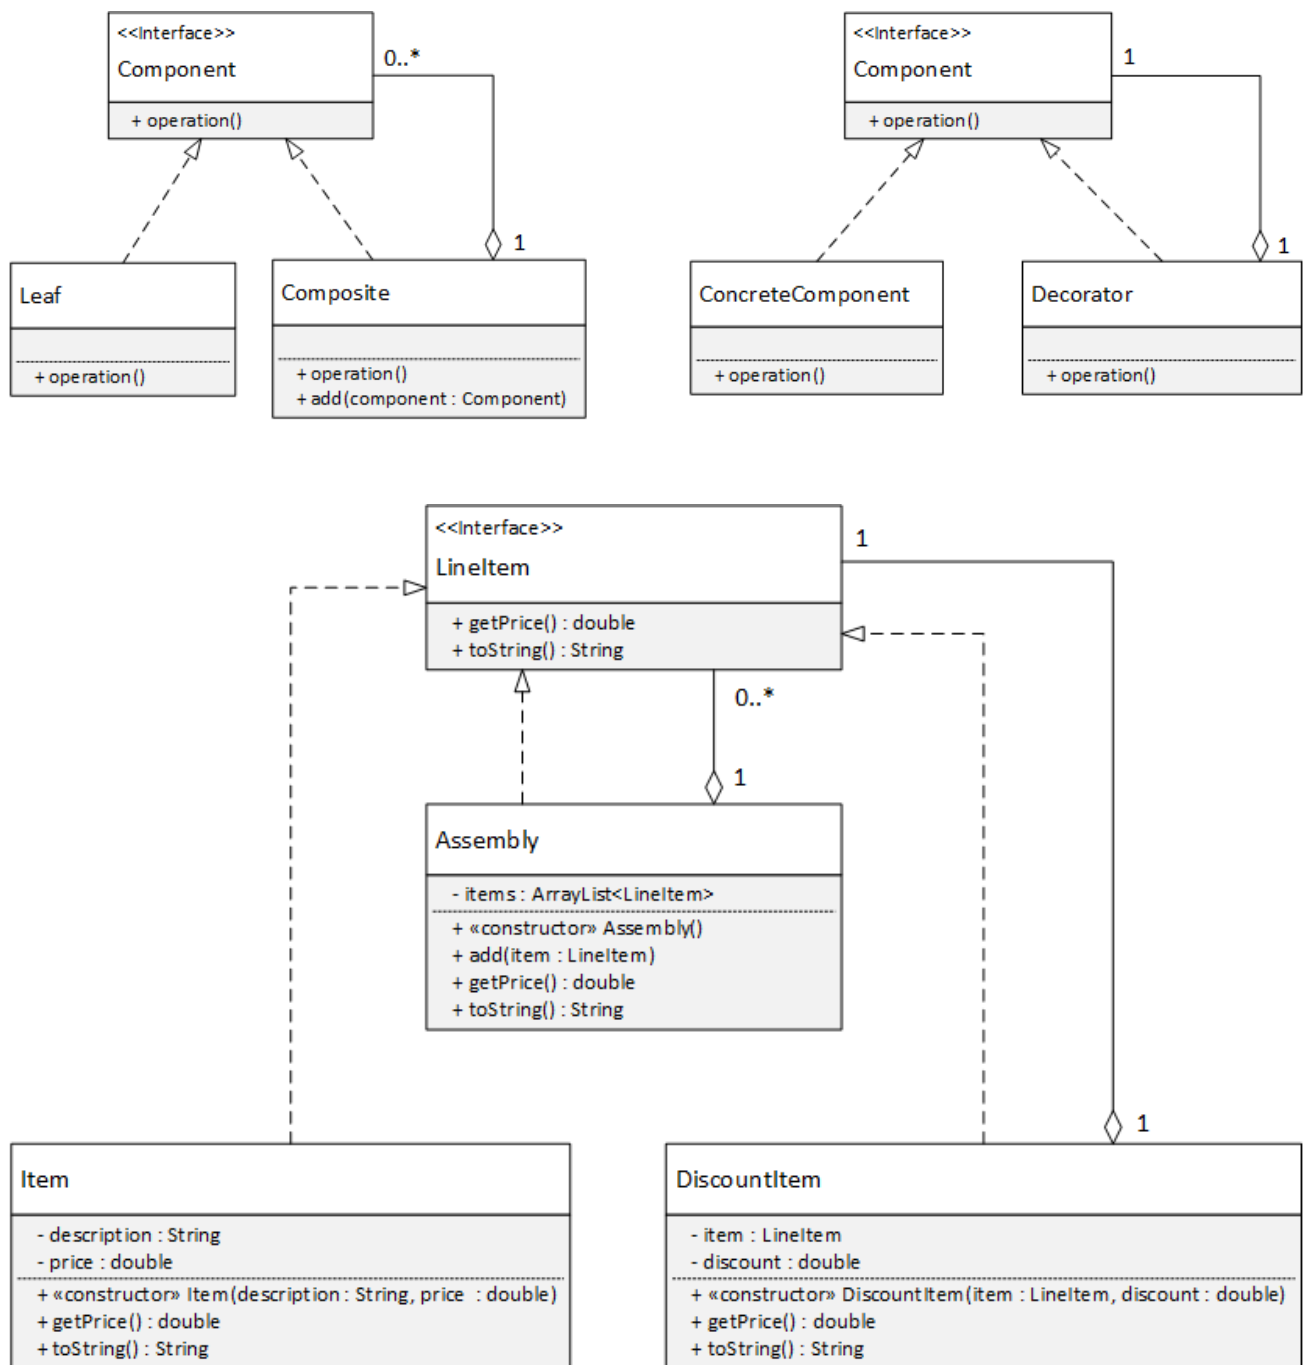 <<Interface>>
Component
+ operation()
0..*
1
Leaf
+ operation()
Composite
+ operation()
+ add(component : Component)
<<Interface>>
Component
+ operation()
1
1
ConcreteComponent
+ operation()
Decorator
+ operation()
<<Interface>>
LineItem
+ getPrice() : double
+ toString() : String
1
0..*
1
Assembly
- items : ArrayList<LineItem>
+ «constructor» Assembly()
+ add(item : LineItem)
+ getPrice() : double
+ toString() : String
1
Item
- description : String
- price : double
+ «constructor» Item(description : String, price : double)
+ getPrice() : double
+ toString() : String
DiscountItem
- item : LineItem
- discount : double
+ «constructor» DiscountItem(item : LineItem, discount : double)
+ getPrice() : double
+ toString() : String